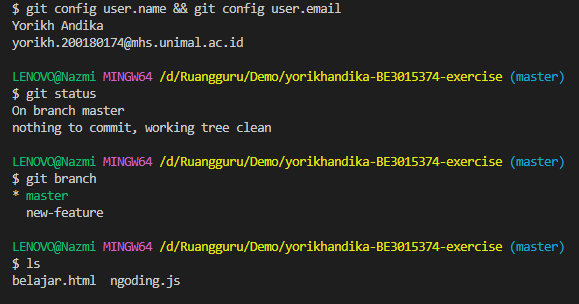 $ git config user.name && git config user.email
Yorikh Andika
yorikh.200180174@mhs.unimal.ac.id
LENOVO@Nazmi MINGW64 /d/Ruangguru/Demo/yorikhandika-BE3015374-exercise (master)
$ git status
On branch master
nothing to commit, working tree clean
LENOVO@Nazmi MINGW64 /d/Ruangguru/Demo/yorikhandika-BE3015374-exercise (master)
$ git branch
* master
  new-feature
LENOVO@Nazmi MINGW64 /d/Ruangguru/Demo/yorikhandika-BE3015374-exercise (master)
$ ls
belajar.html  ngoding.js